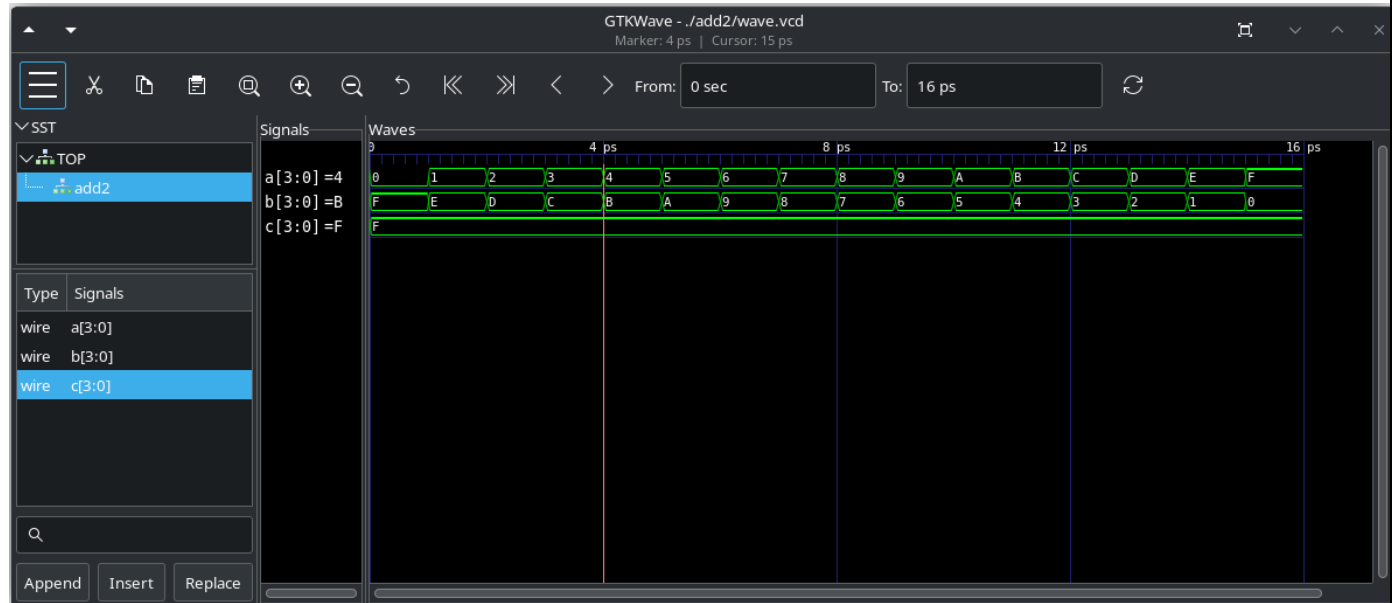 GTKWave - ./add2/wave.vcd
Marker: 4 ps | Cursor: 15 ps
From: 0 sec To: 16 ps
SST
TOP
add2
Type Signals
wire a[3:0]
wire b[3:0]
wire c[3:0]
Append Insert Replace
Signals
a[3:0] =4
b[3:0] =B
c[3:0] =F
Waves
0 4 ps 8 ps 12 ps 16 ps
0 1 2 3 4 5 6 7 8 9 A B C D E F
F E D C B A 9 8 7 6 5 4 3 2 1 0
F